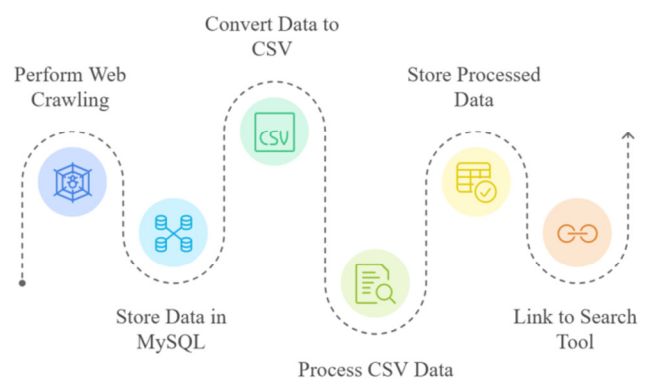 Perform Web
Crawling
Store Data in
MySQL
Convert Data to
CSV
CSV
Process CSV Data
Store Processed
Data
Link to Search
Tool